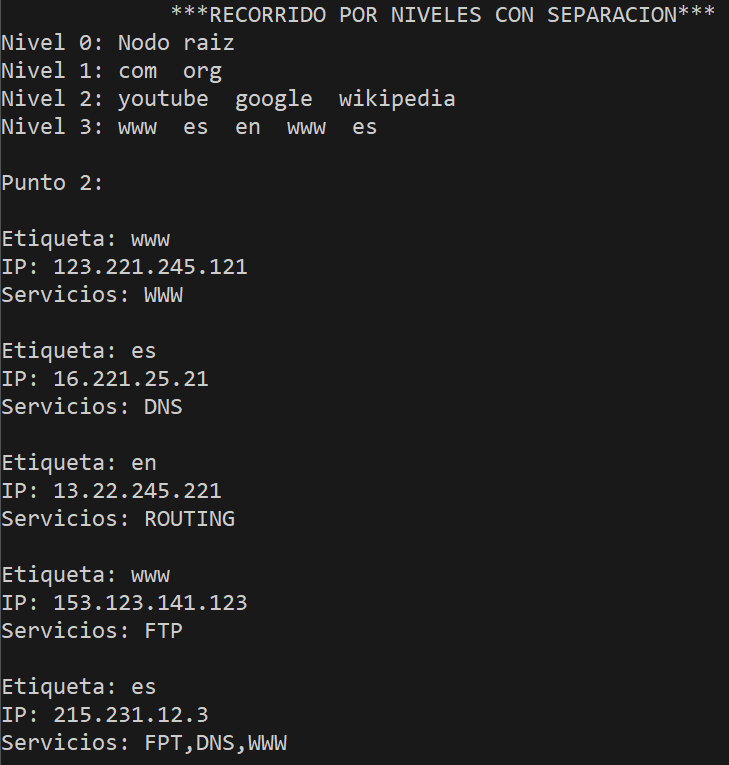 ***RECORRIDO POR NIVELES CON SEPARACION***
Nivel 0: Nodo raiz
Nivel 1: com  org
Nivel 2: youtube  google  wikipedia
Nivel 3: www  es  en  www  es
Punto 2:
Etiqueta: www
IP: 123.221.245.121
Servicios: WWW
Etiqueta: es
IP: 16.221.25.21
Servicios: DNS
Etiqueta: en
IP: 13.22.245.221
Servicios: ROUTING
Etiqueta: www
IP: 153.123.141.123
Servicios: FTP
Etiqueta: es
IP: 215.231.12.3
Servicios: FPT,DNS,WWW